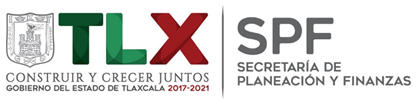 TLX
CONSTRUIR Y CRECER JUNTOS
GOBIERNO DEL ESTADO DE TLAXCALA 2017-2021
SPF
SECRETARÍA DE
PLANEACIÓN Y FINANZAS